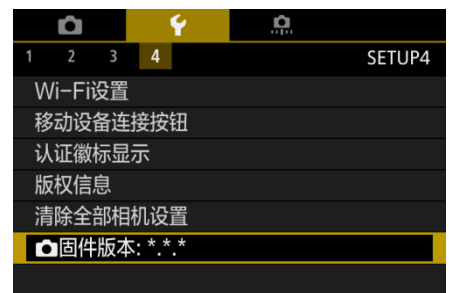 1 2 3 4 SETUP4
Wi-Fi设置
移动设备连接按钮
认证徽标显示
版权信息
清除全部相机设置
固件版本: *.*.*